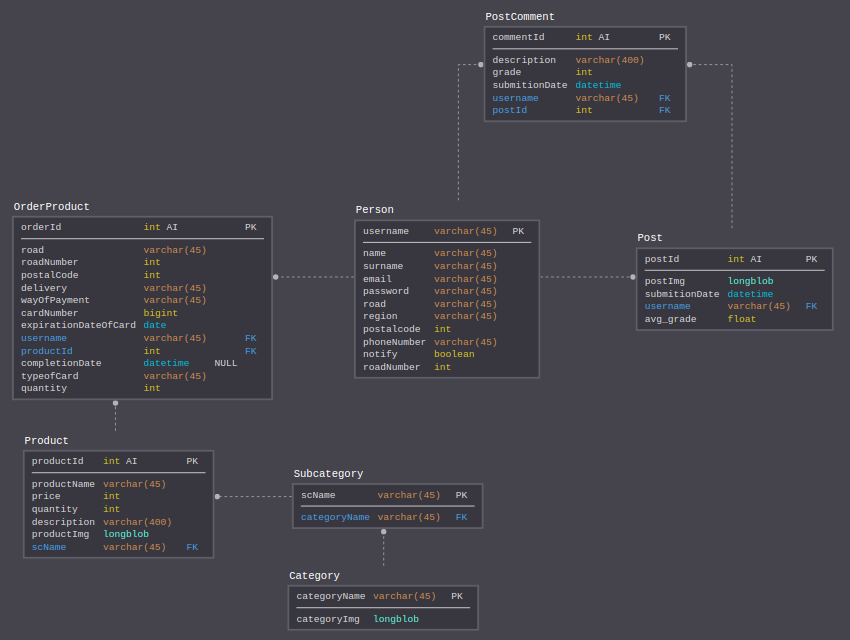 PostComment
commentId int AI PK
description varchar(400)
grade int
submitionDate datetime
username varchar(45) FK
postId int FK
OrderProduct
orderId int AI PK
road varchar(45)
roadNumber int
postalCode int
delivery varchar(45)
wayOfPayment varchar(45)
cardNumber bigint
expirationDateOfCard date
username varchar(45) FK
productId int FK
completionDate datetime NULL
typeofCard varchar(45)
quantity int
Person
username varchar(45) PK
name varchar(45)
surname varchar(45)
email varchar(45)
password varchar(45)
road varchar(45)
region varchar(45)
postalcode int
phoneNumber varchar(45)
notify boolean
roadNumber int
Post
postId int AI PK
postImg longblob
submitionDate datetime
username varchar(45) FK
avg_grade float
Product
productId int AI PK
productName varchar(45)
price int
quantity int
description varchar(400)
productImg longblob
scName varchar(45) FK
Subcategory
scName varchar(45) PK
categoryName varchar(45) FK
Category
categoryName varchar(45) PK
categoryImg longblob